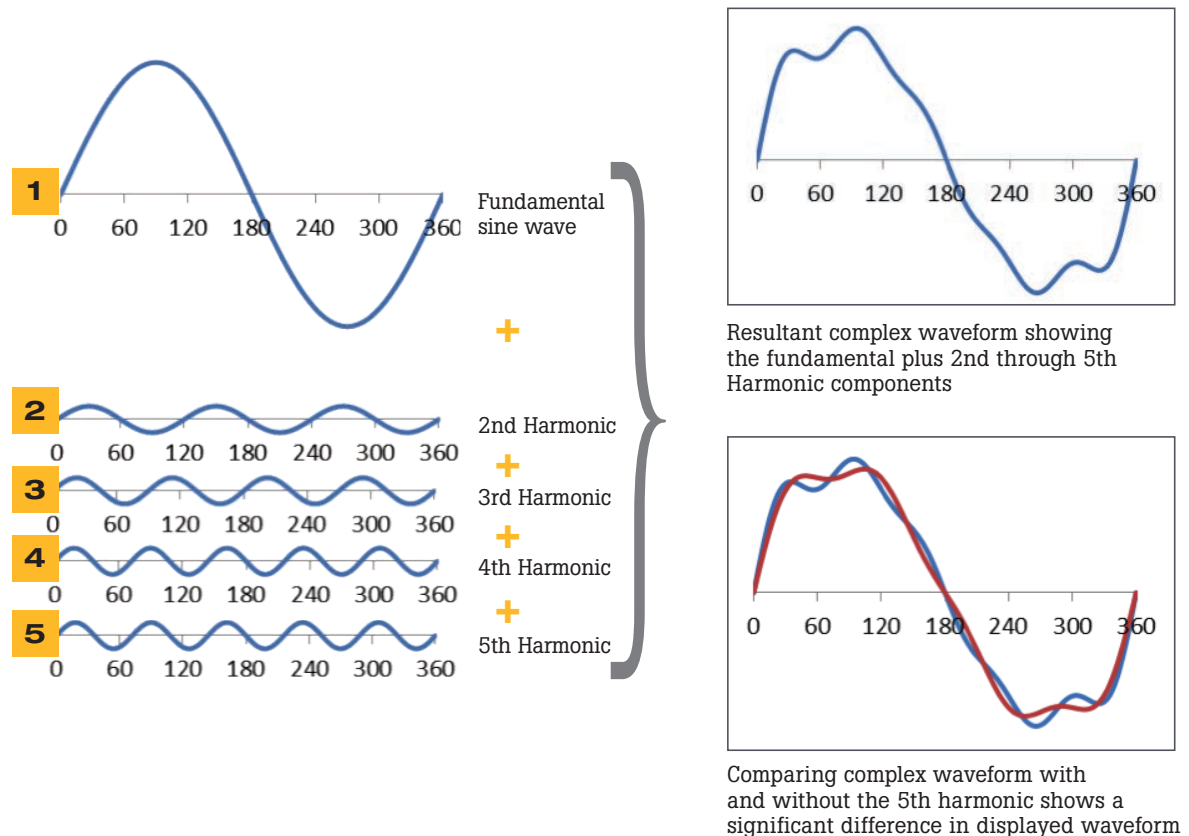 1
0 60 120 180 240 300 360
Fundamental
sine wave
+
2
0 60 120 180 240 300 360
2nd Harmonic
+
3
0 60 120 180 240 300 360
3rd Harmonic
+
4
0 60 120 180 240 300 360
4th Harmonic
+
5
0 60 120 180 240 300 360
5th Harmonic
0 60 120 180 240 300 360
Resultant complex waveform showing
the fundamental plus 2nd through 5th
Harmonic components
0 60 120 180 240 300 360
Comparing complex waveform with
and without the 5th harmonic shows a
significant difference in displayed waveform